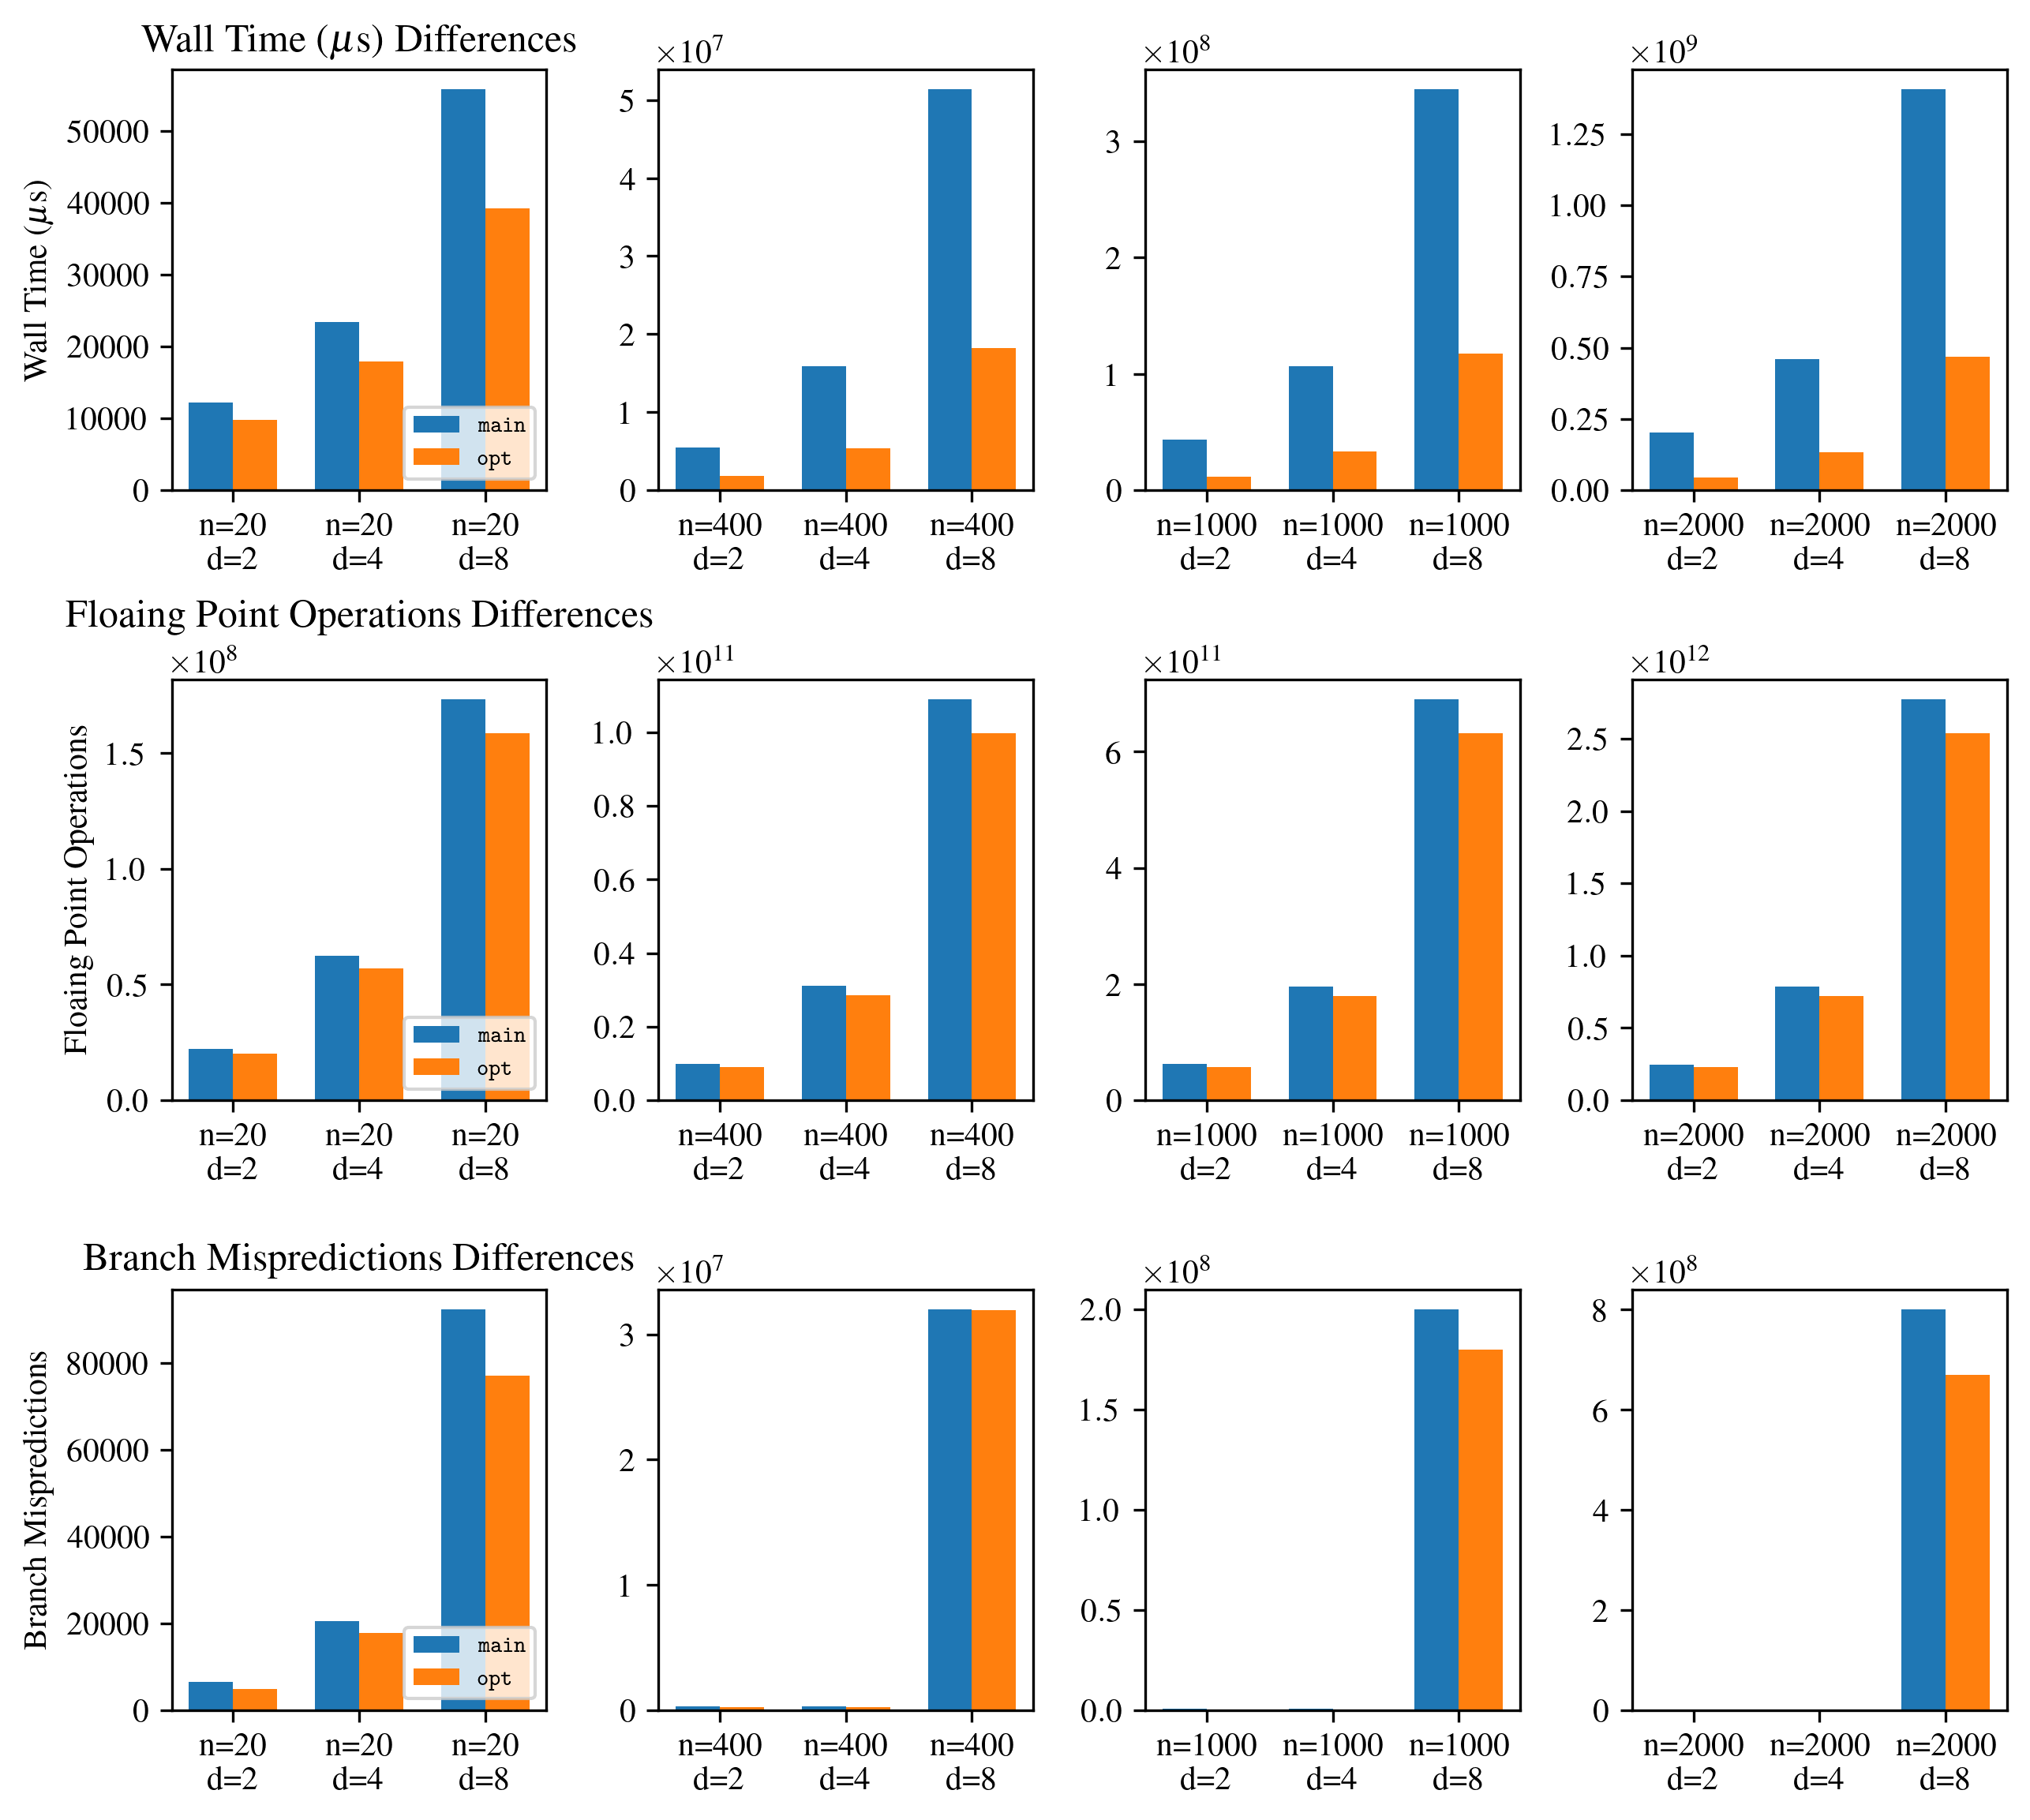 Wall Time (μs) Differences
×10⁷
×10⁸
×10⁹
Wall Time (μs)
50000
40000
30000
20000
10000
0
main
opt
n=20 n=20 n=20
d=2 d=4 d=8
5
4
3
2
1
0
n=400 n=400 n=400
d=2 d=4 d=8
3
2
1
0
n=1000 n=1000 n=1000
d=2 d=4 d=8
1.25
1.00
0.75
0.50
0.25
0.00
n=2000 n=2000 n=2000
d=2 d=4 d=8
Floaing Point Operations Differences
×10⁸
×10¹¹
×10¹¹
×10¹²
Floaing Point Operations
1.5
1.0
0.5
0.0
main
opt
n=20 n=20 n=20
d=2 d=4 d=8
1.0
0.8
0.6
0.4
0.2
0.0
n=400 n=400 n=400
d=2 d=4 d=8
6
4
2
0
n=1000 n=1000 n=1000
d=2 d=4 d=8
2.5
2.0
1.5
1.0
0.5
0.0
n=2000 n=2000 n=2000
d=2 d=4 d=8
Branch Mispredictions Differences
×10⁷
×10⁸
×10⁸
Branch Mispredictions
80000
60000
40000
20000
0
main
opt
n=20 n=20 n=20
d=2 d=4 d=8
3
2
1
0
n=400 n=400 n=400
d=2 d=4 d=8
2.0
1.5
1.0
0.5
0.0
n=1000 n=1000 n=1000
d=2 d=4 d=8
8
6
4
2
0
n=2000 n=2000 n=2000
d=2 d=4 d=8